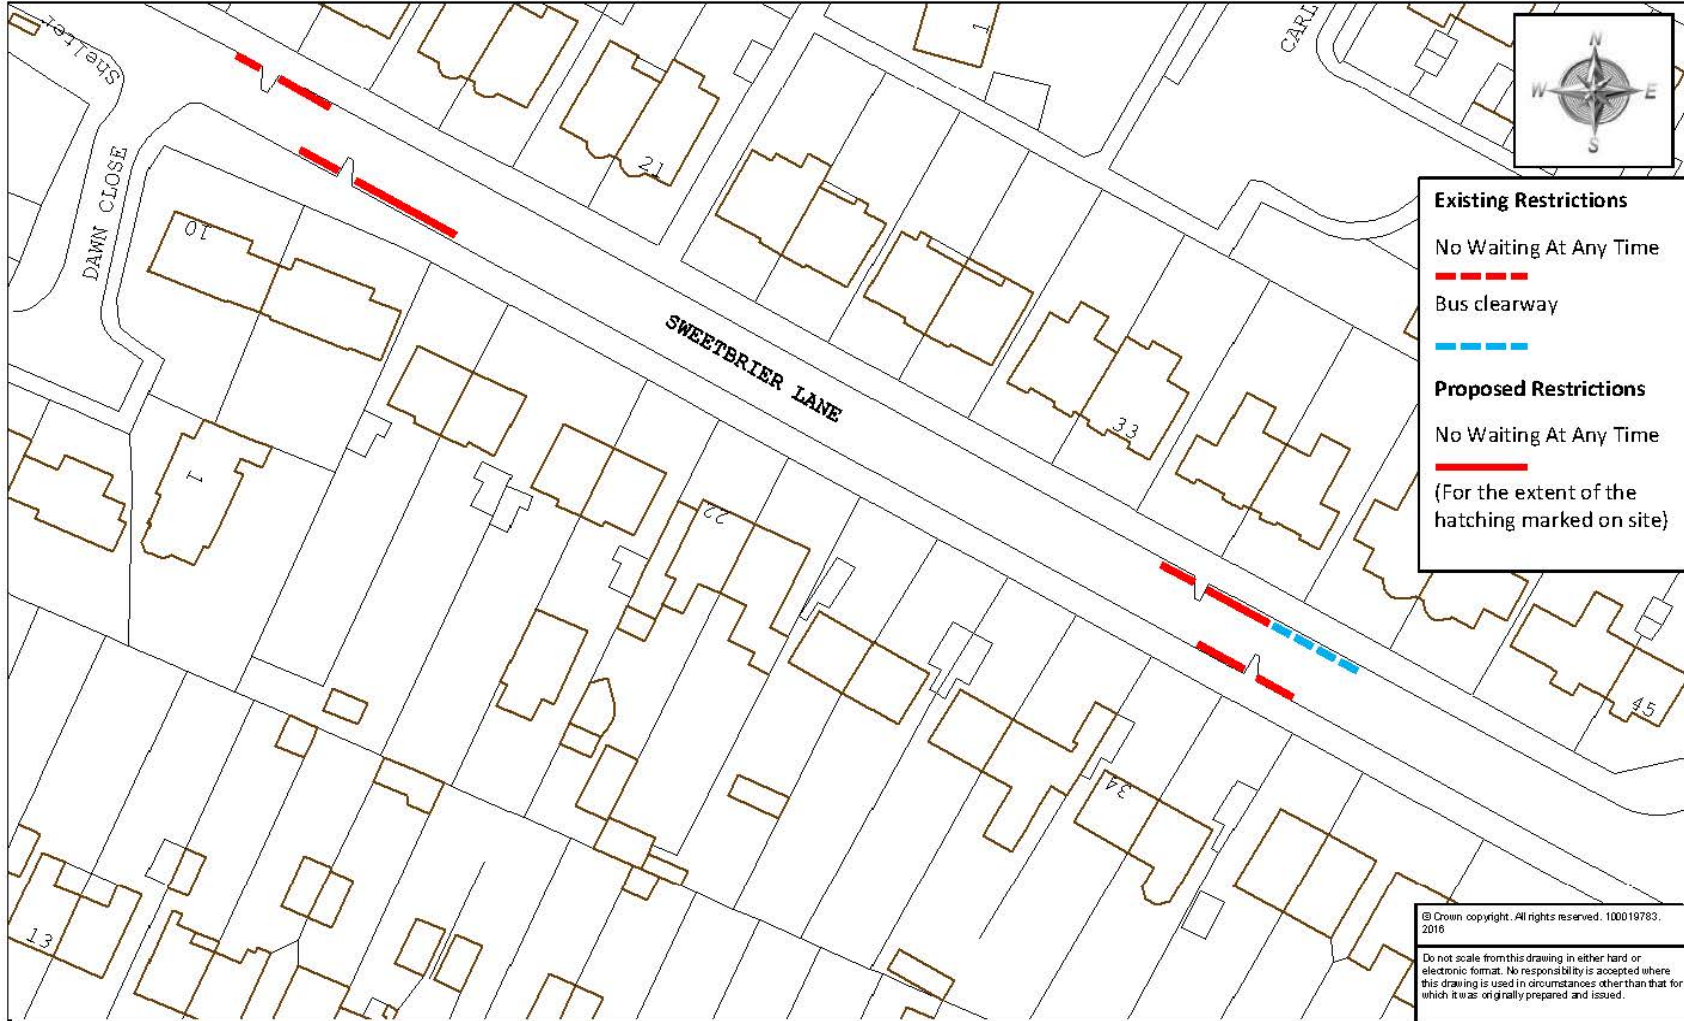 Shelter
1
CARL
N
W
E
S
DAWN CLOSE
21
10
Existing Restrictions
No Waiting At Any Time
Bus clearway
Proposed Restrictions
No Waiting At Any Time
(For the extent of the
hatching marked on site)
SWEETBRIER LANE
33
1
22
45
34
13
© Crown copyright. All rights reserved. 100019783.
2016
Do not scale from this drawing in either hard or
electronic format. No responsibility is accepted where
this drawing is used in circumstances other than that for
which it was originally prepared and issued.